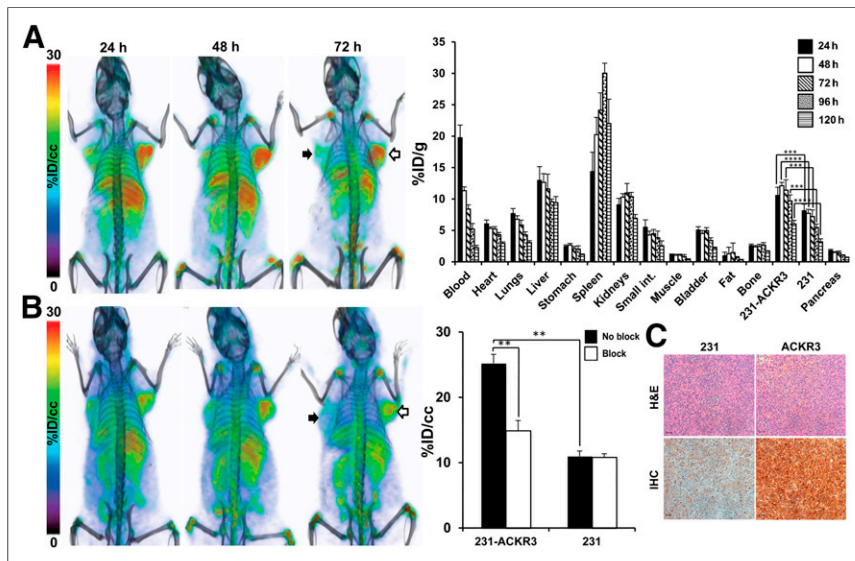 A
24 h
48 h
72 h
30
%ID/cc
0
%ID/g
35
30
25
20
15
10
5
0
24 h
48 h
72 h
96 h
120 h
***
****
***
***
Blood
Heart
Lungs
Liver
Stomach
Spleen
Kidneys
Small Int.
Muscle
Bladder
Fat
Bone
231-ACKR3
231
Pancreas
B
30
%ID/cc
0
%ID/cc
30
20
10
0
No block
Block
**
**
231-ACKR3
231
C
231
ACKR3
H&E
IHC